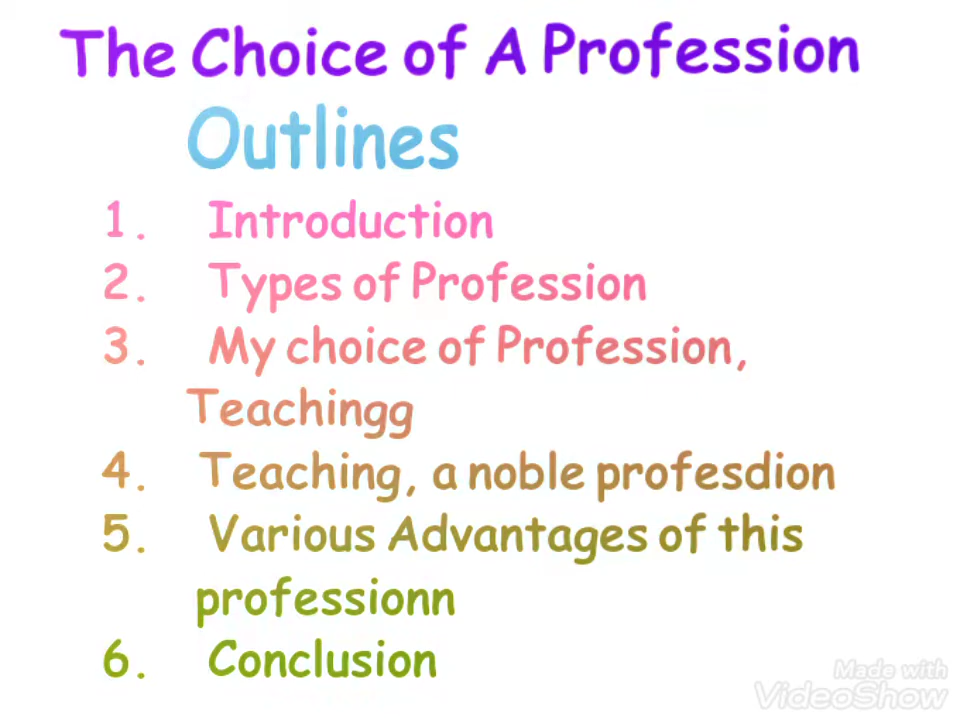 The Choice of A Profession
Outlines
1. Introduction
2. Types of Profession
3. My choice of Profession,
Teachingg
4. Teaching, a noble profesdion
5. Various Advantages of this
professionn
6. Conclusion
Made with
VideoShow